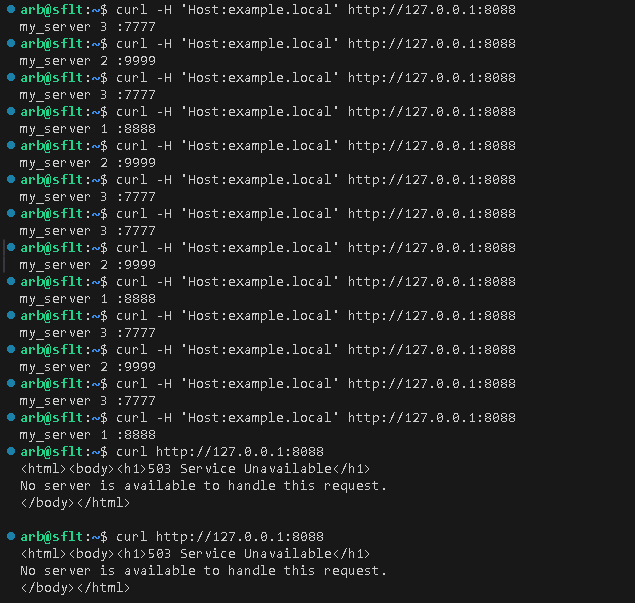 arb@sflt:~$ curl -H 'Host:example.local' http://127.0.0.1:8088
my_server 3 :7777
arb@sflt:~$ curl -H 'Host:example.local' http://127.0.0.1:8088
my_server 2 :9999
arb@sflt:~$ curl -H 'Host:example.local' http://127.0.0.1:8088
my_server 3 :7777
arb@sflt:~$ curl -H 'Host:example.local' http://127.0.0.1:8088
my_server 1 :8888
arb@sflt:~$ curl -H 'Host:example.local' http://127.0.0.1:8088
my_server 2 :9999
arb@sflt:~$ curl -H 'Host:example.local' http://127.0.0.1:8088
my_server 3 :7777
arb@sflt:~$ curl -H 'Host:example.local' http://127.0.0.1:8088
my_server 3 :7777
arb@sflt:~$ curl -H 'Host:example.local' http://127.0.0.1:8088
my_server 2 :9999
arb@sflt:~$ curl -H 'Host:example.local' http://127.0.0.1:8088
my_server 1 :8888
arb@sflt:~$ curl -H 'Host:example.local' http://127.0.0.1:8088
my_server 3 :7777
arb@sflt:~$ curl -H 'Host:example.local' http://127.0.0.1:8088
my_server 2 :9999
arb@sflt:~$ curl -H 'Host:example.local' http://127.0.0.1:8088
my_server 3 :7777
arb@sflt:~$ curl -H 'Host:example.local' http://127.0.0.1:8088
my_server 1 :8888
arb@sflt:~$ curl http://127.0.0.1:8088
<html><body><h1>503 Service Unavailable</h1>
No server is available to handle this request.
</body></html>
arb@sflt:~$ curl http://127.0.0.1:8088
<html><body><h1>503 Service Unavailable</h1>
No server is available to handle this request.
</body></html>